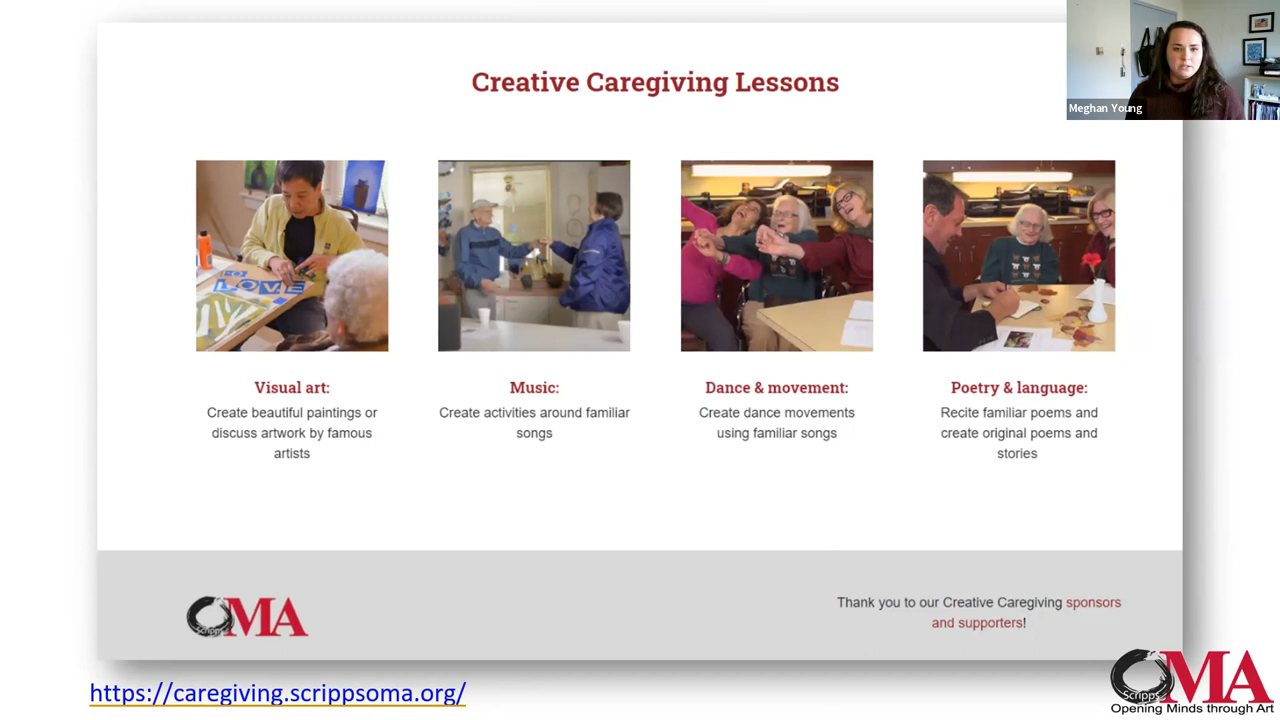 Creative Caregiving Lessons
Meghan Young
LOVE
Visual art:
Create beautiful paintings or
discuss artwork by famous
artists
Music:
Create activities around familiar
songs
Dance & movement:
Create dance movements
using familiar songs
Poetry & language:
Recite familiar poems and
create original poems and
stories
Scripps
OMA
Thank you to our Creative Caregiving sponsors
and supporters!
https://caregiving.scrippsoma.org/
Scripps
OMA
Opening Minds through Art